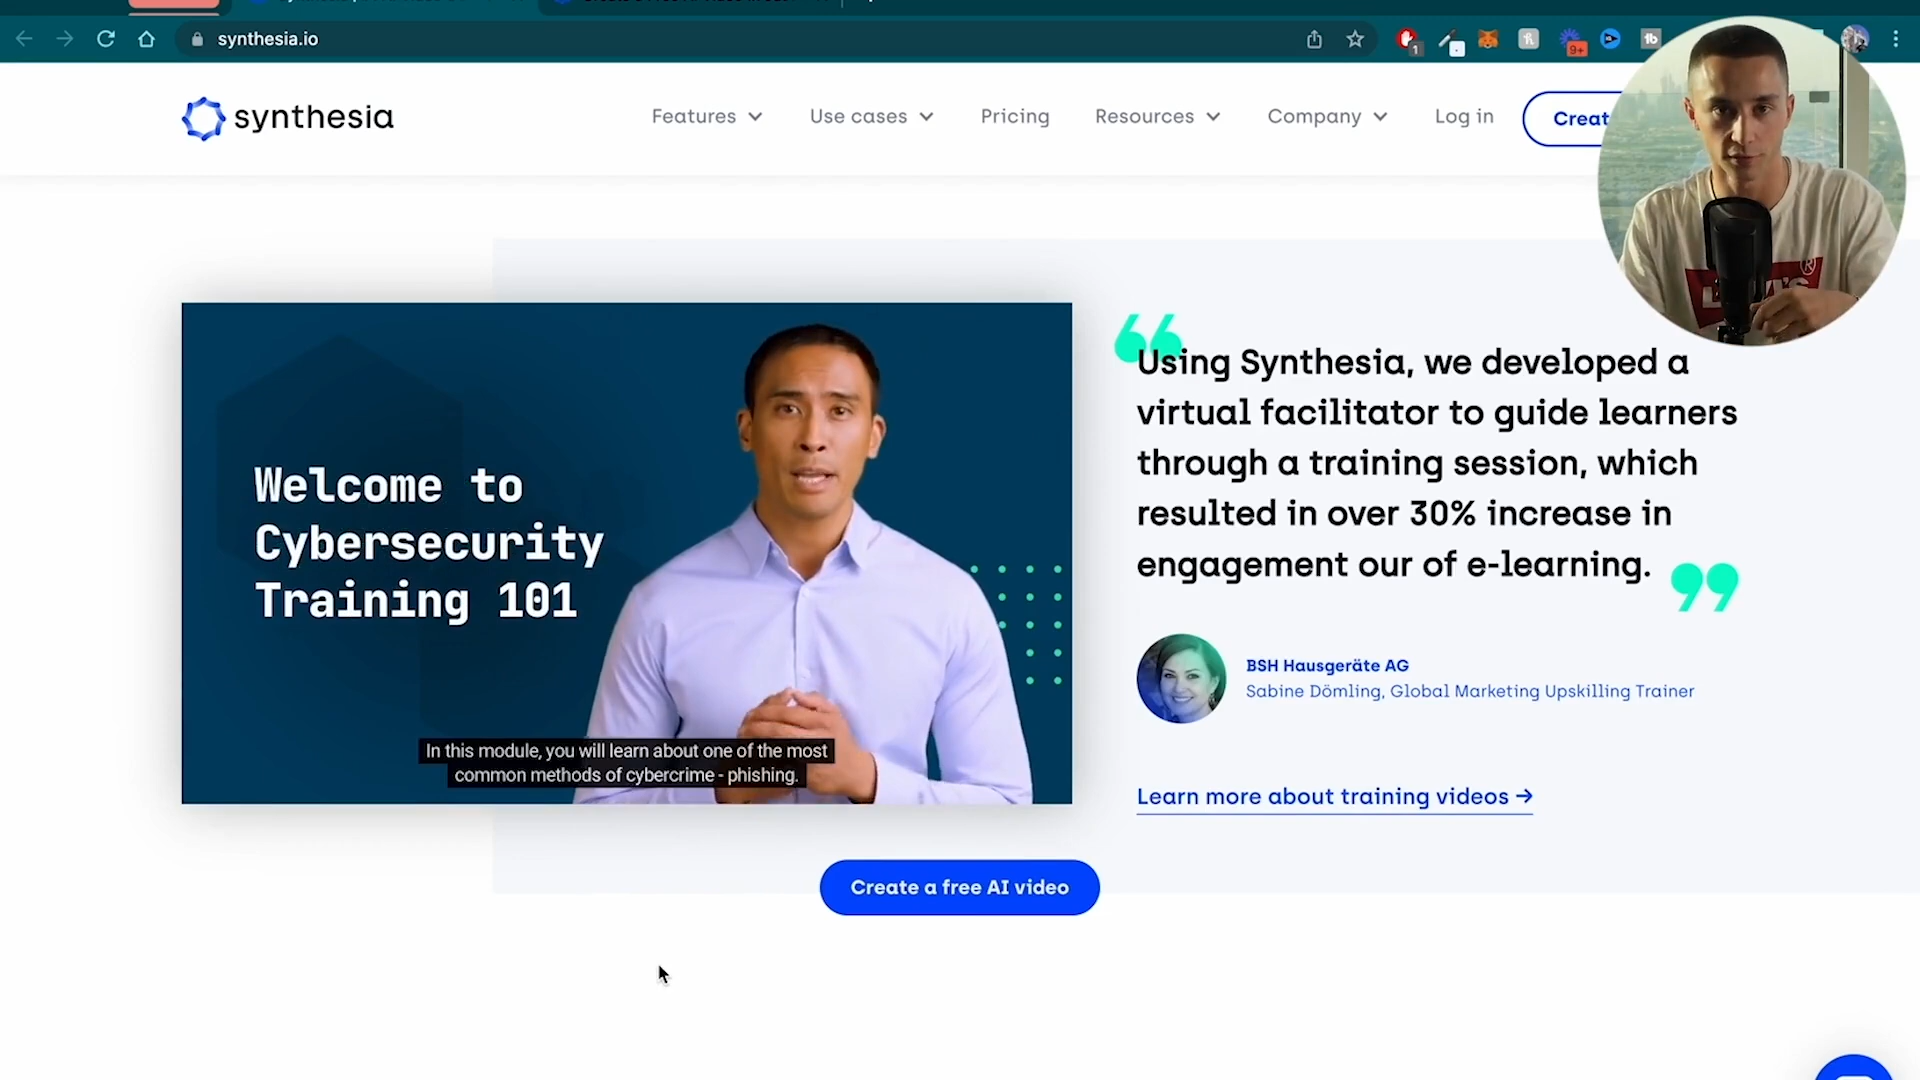 synthesia.io
1
9+
tb
synthesia
Features
Use cases
Pricing
Resources
Company
Log in
Creat
Welcome to
Cybersecurity
Training 101
In this module, you will learn about one of the most
common methods of cybercrime - phishing.
“Using Synthesia, we developed a
virtual facilitator to guide learners
through a training session, which
resulted in over 30% increase in
engagement our of e-learning.”
BSH Hausgeräte AG
Sabine Dömling, Global Marketing Upskilling Trainer
Learn more about training videos →
Create a free AI video